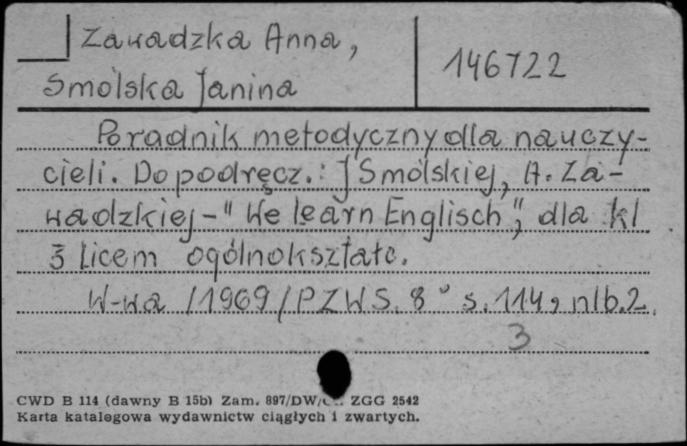 Zawadzka Anna,
Smólska Janina
146722
Poradnik metodyczny dla nauczy-
cieli. Do podręcz.: J Smólskiej, A. Za-
wadzkiej - "We learn Englisch", dla kl
3 licem ogólnokształc.
W-wa /1969/ PZWS. 8° s. 114, nlb. 2.
3
CWD B 114 (dawny B 15b) Zam. 897/DW/ ZGG 2542
Karta katalogowa wydawnictw ciągłych i zwartych.